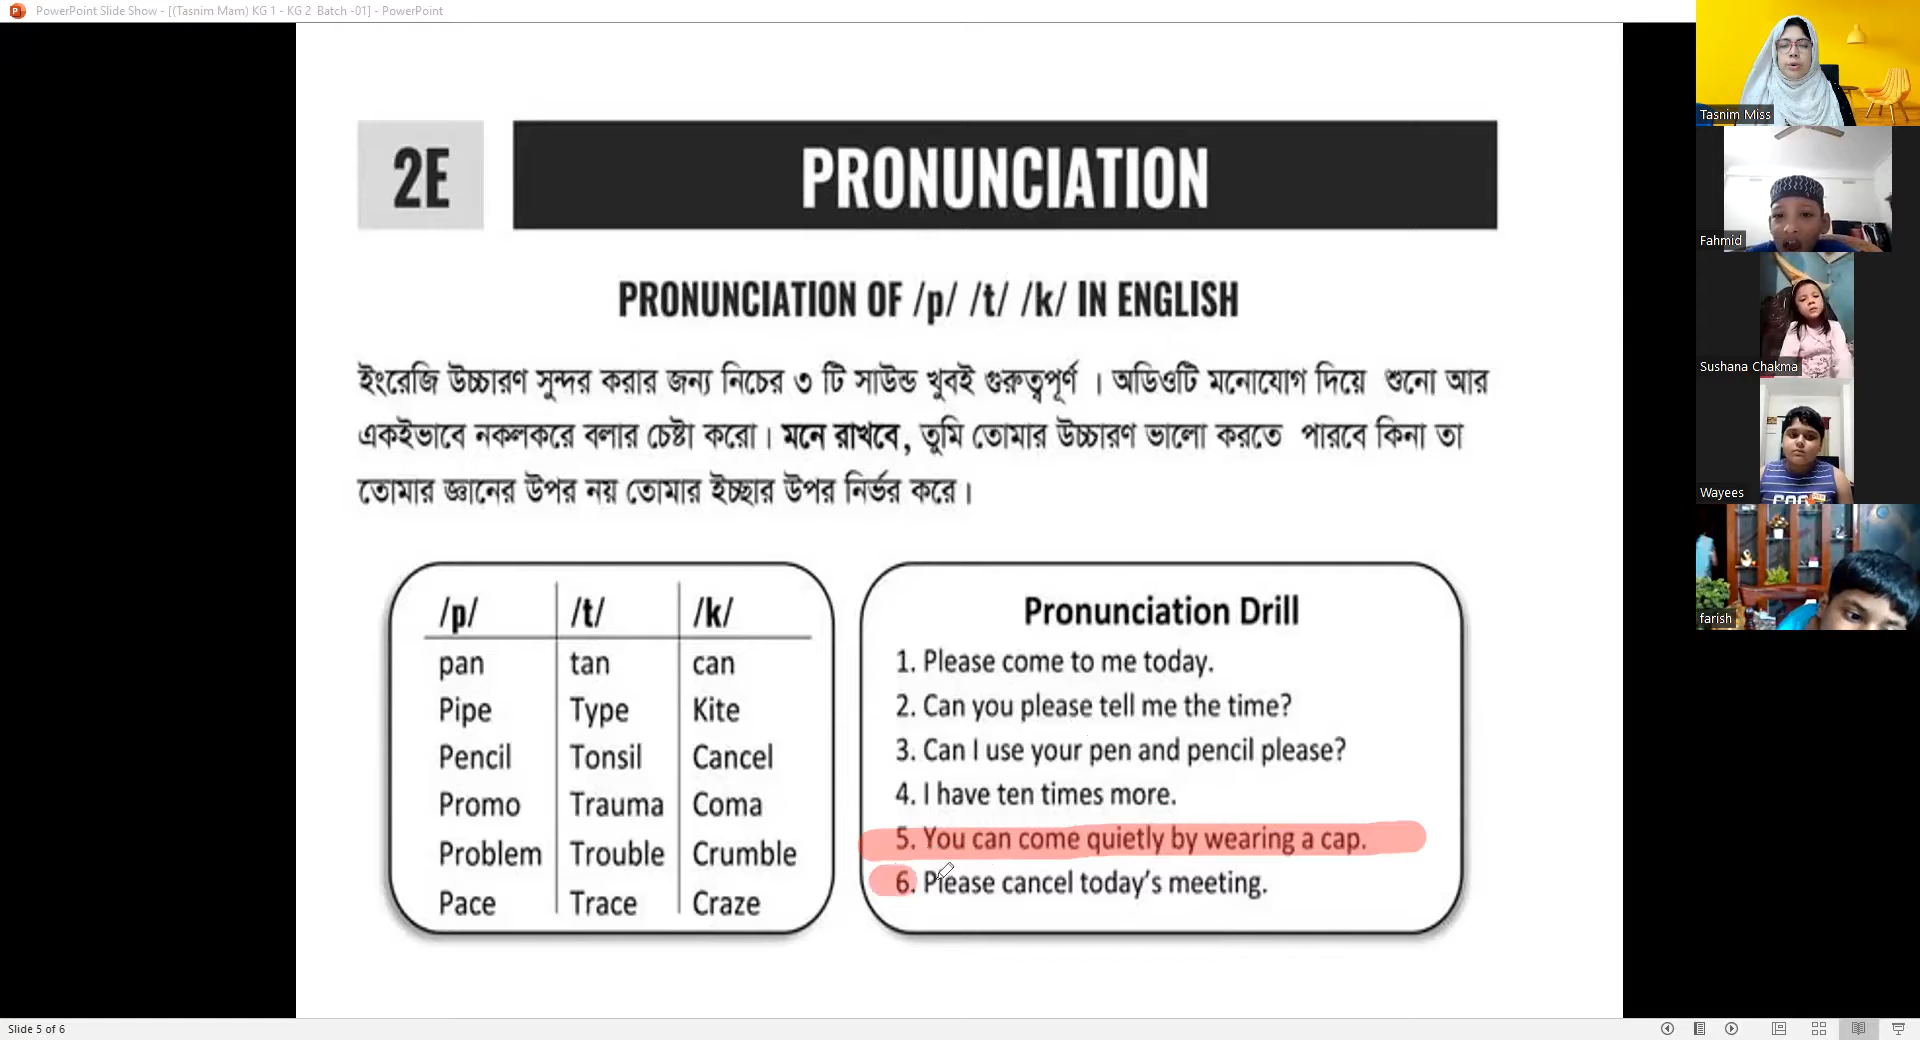 PowerPoint Slide Show - [(Tasnim Mam) KG 1 - KG 2 Batch -01] - PowerPoint
2E
PRONUNCIATION
PRONUNCIATION OF /p/ /t/ /k/ IN ENGLISH
ইংরেজি উচ্চারণ সুন্দর করার জন্য নিচের ৩ টি সাউন্ড খুবই গুরুত্বপূর্ণ । অডিওটি মনোযোগ দিয়ে শুনো আর
একইভাবে নকলকরে বলার চেষ্টা করো। মনে রাখবে, তুমি তোমার উচ্চারণ ভালো করতে পারবে কিনা তা
তোমার জ্ঞানের উপর নয় তোমার ইচ্ছার উপর নির্ভর করে।
/p/ /t/ /k/
pan tan can
Pipe Type Kite
Pencil Tonsil Cancel
Promo Trauma Coma
Problem Trouble Crumble
Pace Trace Craze
Pronunciation Drill
1. Please come to me today.
2. Can you please tell me the time?
3. Can I use your pen and pencil please?
4. I have ten times more.
5. You can come quietly by wearing a cap.
6. Please cancel today's meeting.
Tasnim Miss
Fahmid
Sushana Chakma
Wayees
farish
Slide 5 of 6